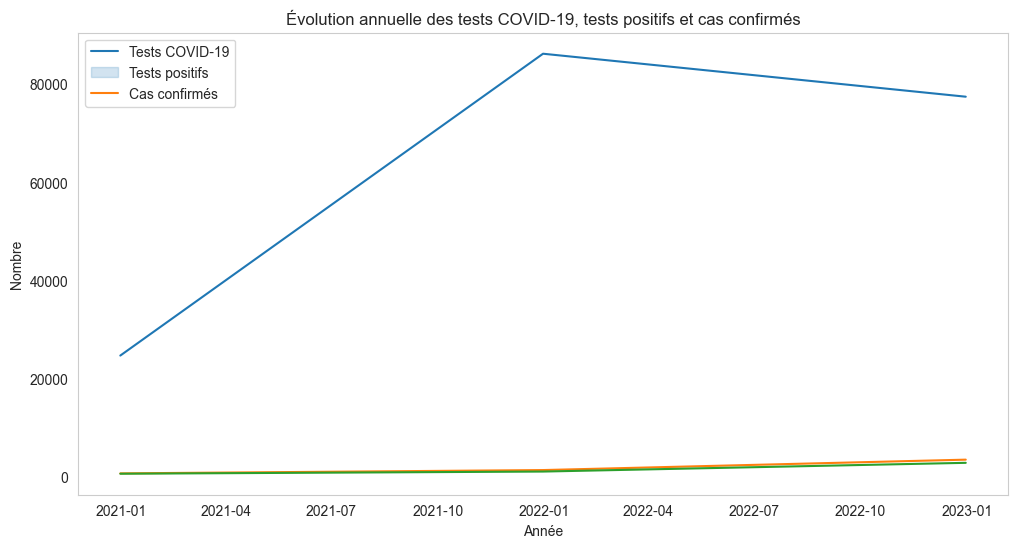 Évolution annuelle des tests COVID-19, tests positifs et cas confirmés
Tests COVID-19
Tests positifs
Cas confirmés
80000
60000
40000
20000
0
Nombre
2021-01 2021-04 2021-07 2021-10 2022-01 2022-04 2022-07 2022-10 2023-01
Année